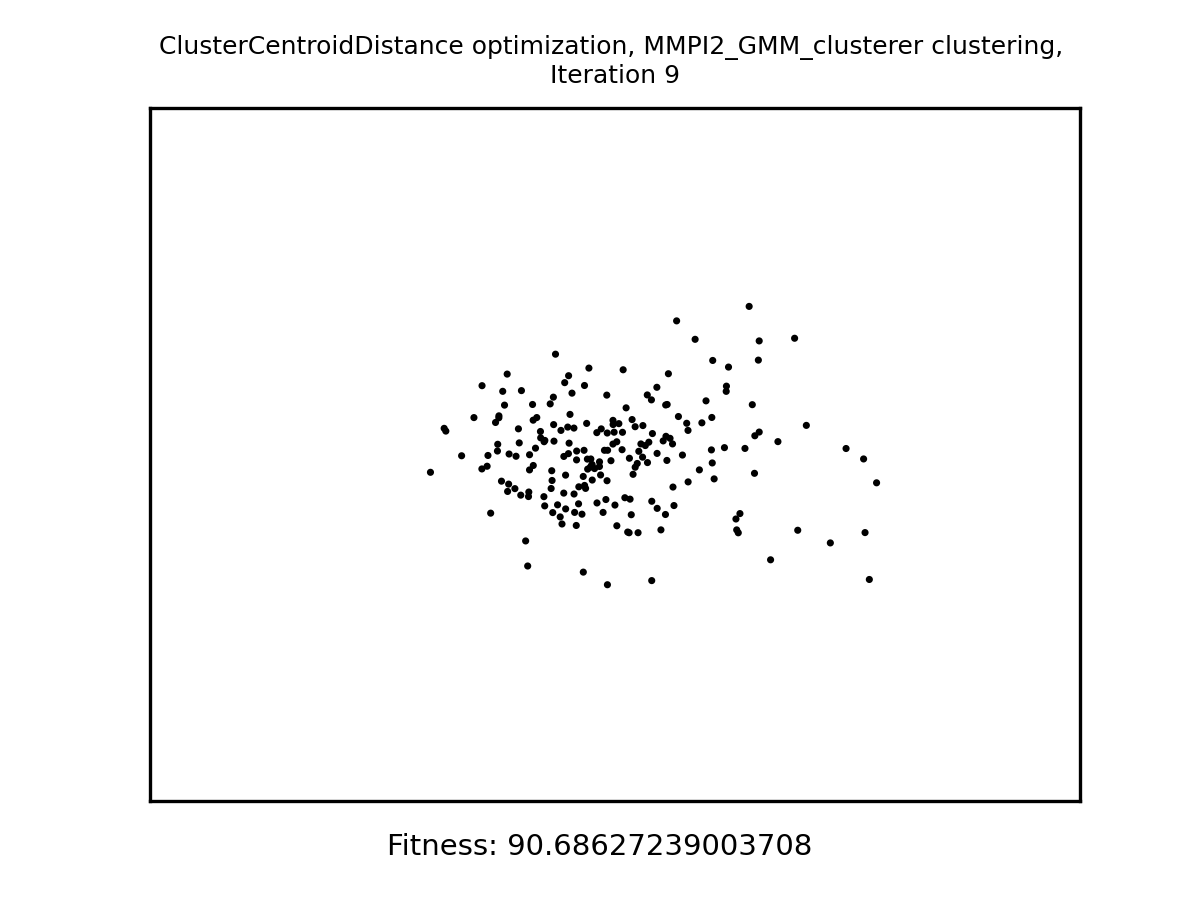 ClusterCentroidDistance optimization, MMPI2_GMM_clusterer clustering,
Iteration 9
Fitness: 90.68627239003708